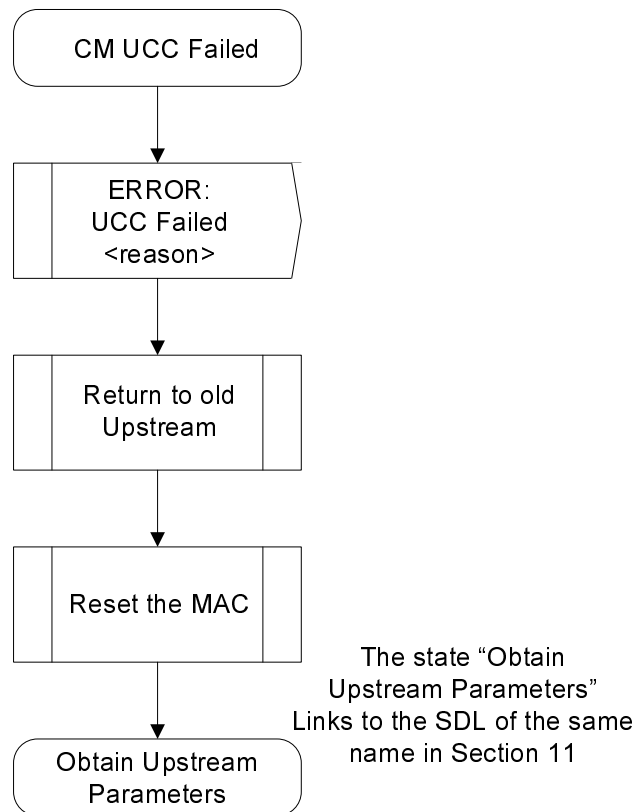 CM UCC Failed
ERROR:
UCC Failed
<reason>
Return to old
Upstream
Reset the MAC
The state “Obtain
Upstream Parameters”
Links to the SDL of the same
name in Section 11
Obtain Upstream
Parameters